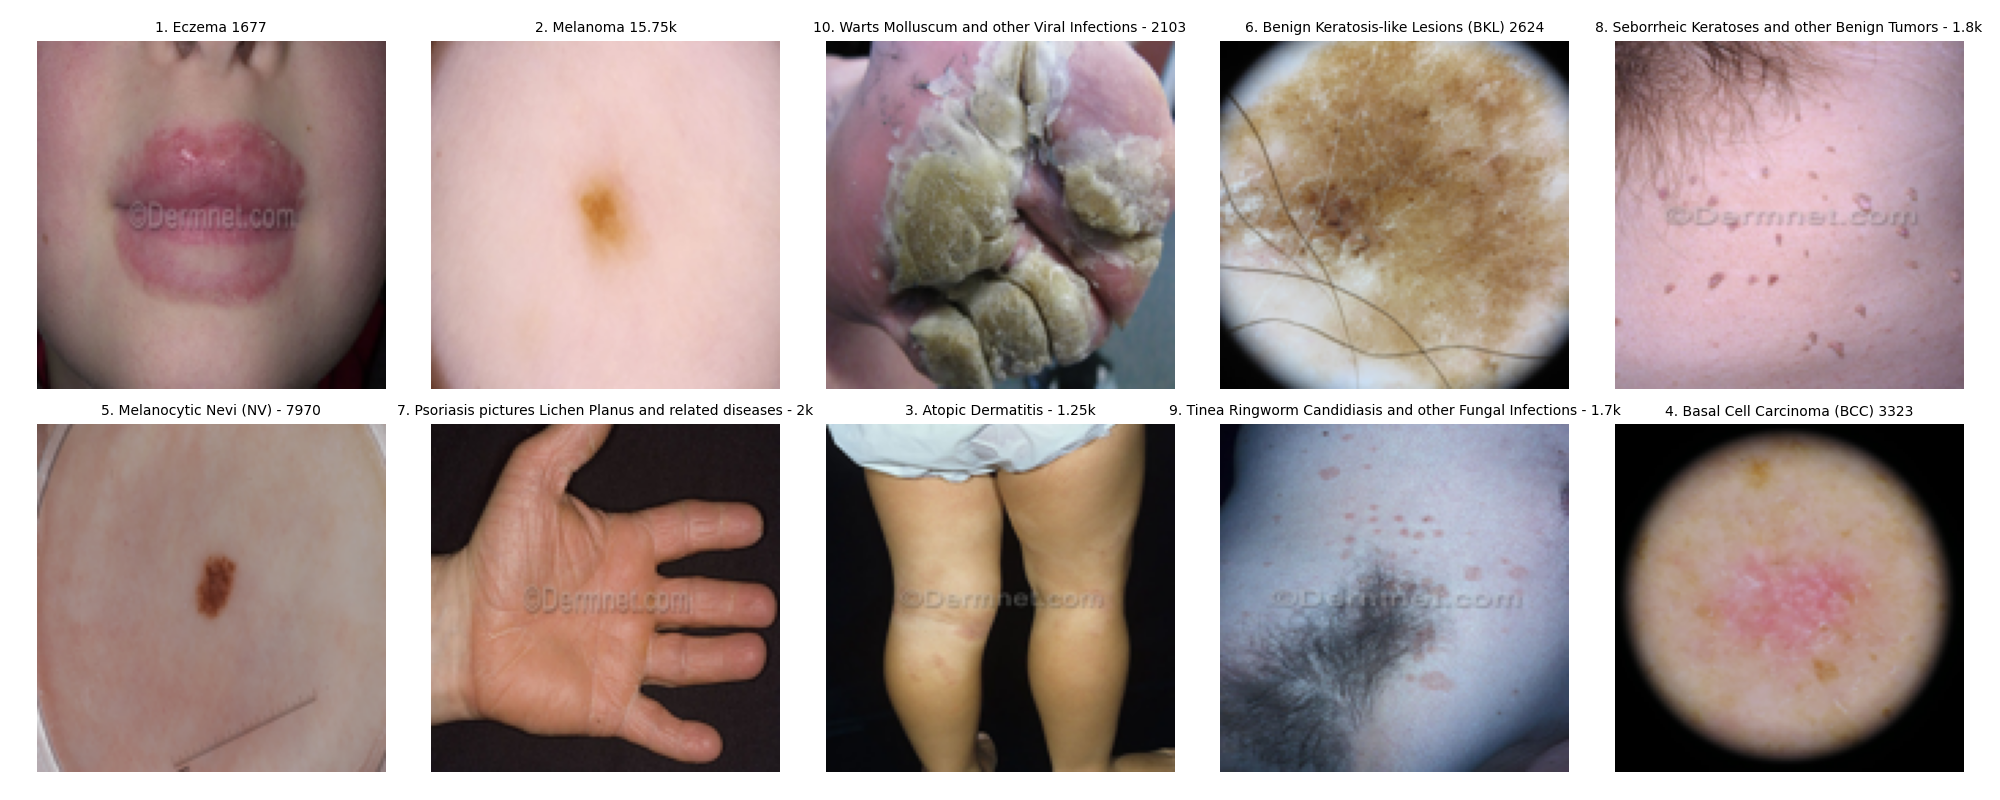 1. Eczema 1677
2. Melanoma 15.75k
10. Warts Molluscum and other Viral Infections - 2103
6. Benign Keratosis-like Lesions (BKL) 2624
8. Seborrheic Keratoses and other Benign Tumors - 1.8k
©Dermnet.com
©Dermnet.com
5. Melanocytic Nevi (NV) - 7970
7. Psoriasis pictures Lichen Planus and related diseases - 2k
3. Atopic Dermatitis - 1.25k
9. Tinea Ringworm Candidiasis and other Fungal Infections - 1.7k
4. Basal Cell Carcinoma (BCC) 3323
©Dermnet.com
©Dermnet.com
©Dermnet.com